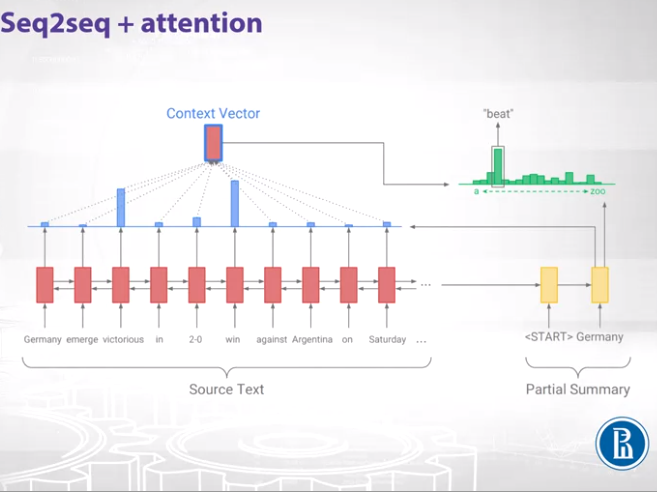 Seq2seq + attention
Context Vector
"beat"
a zoo
Germany emerge victorious in 2-0 win against Argentina on Saturday ...
...
<START> Germany
Source Text
Partial Summary